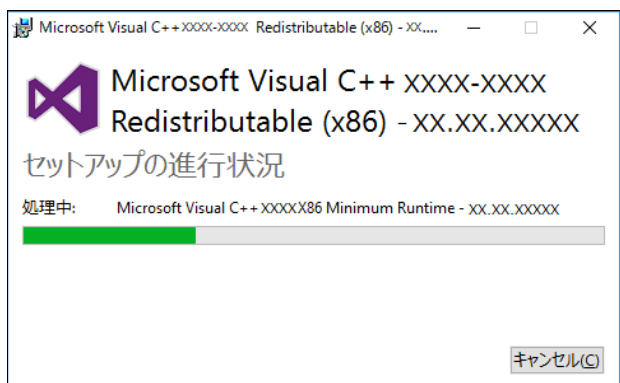 Microsoft Visual C++ XXXX-XXXX Redistributable (x86) - XX....
Microsoft Visual C++ XXXX-XXXX
Redistributable (x86) - XX.XX.XXXXX
セットアップの進行状況
処理中: Microsoft Visual C++ XXXXX86 Minimum Runtime - XX.XX.XXXXX
キャンセル(C)